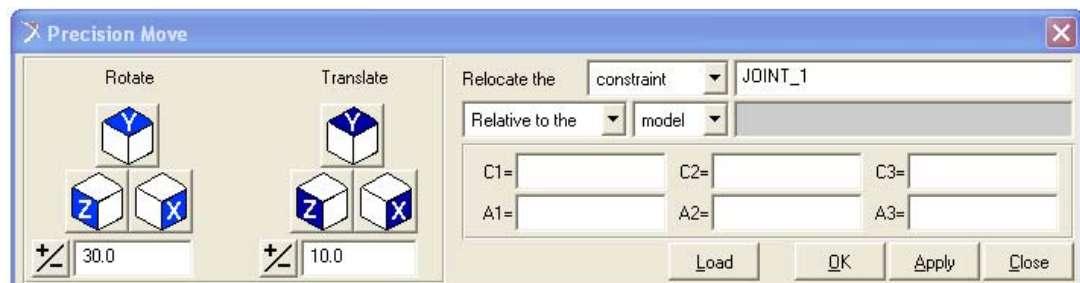 Precision Move
Rotate
Translate
Y
Z X
Y
Z X
+/- 30.0
+/- 10.0
Relocate the constraint JOINT_1
Relative to the model
C1= C2= C3=
A1= A2= A3=
Load OK Apply Close